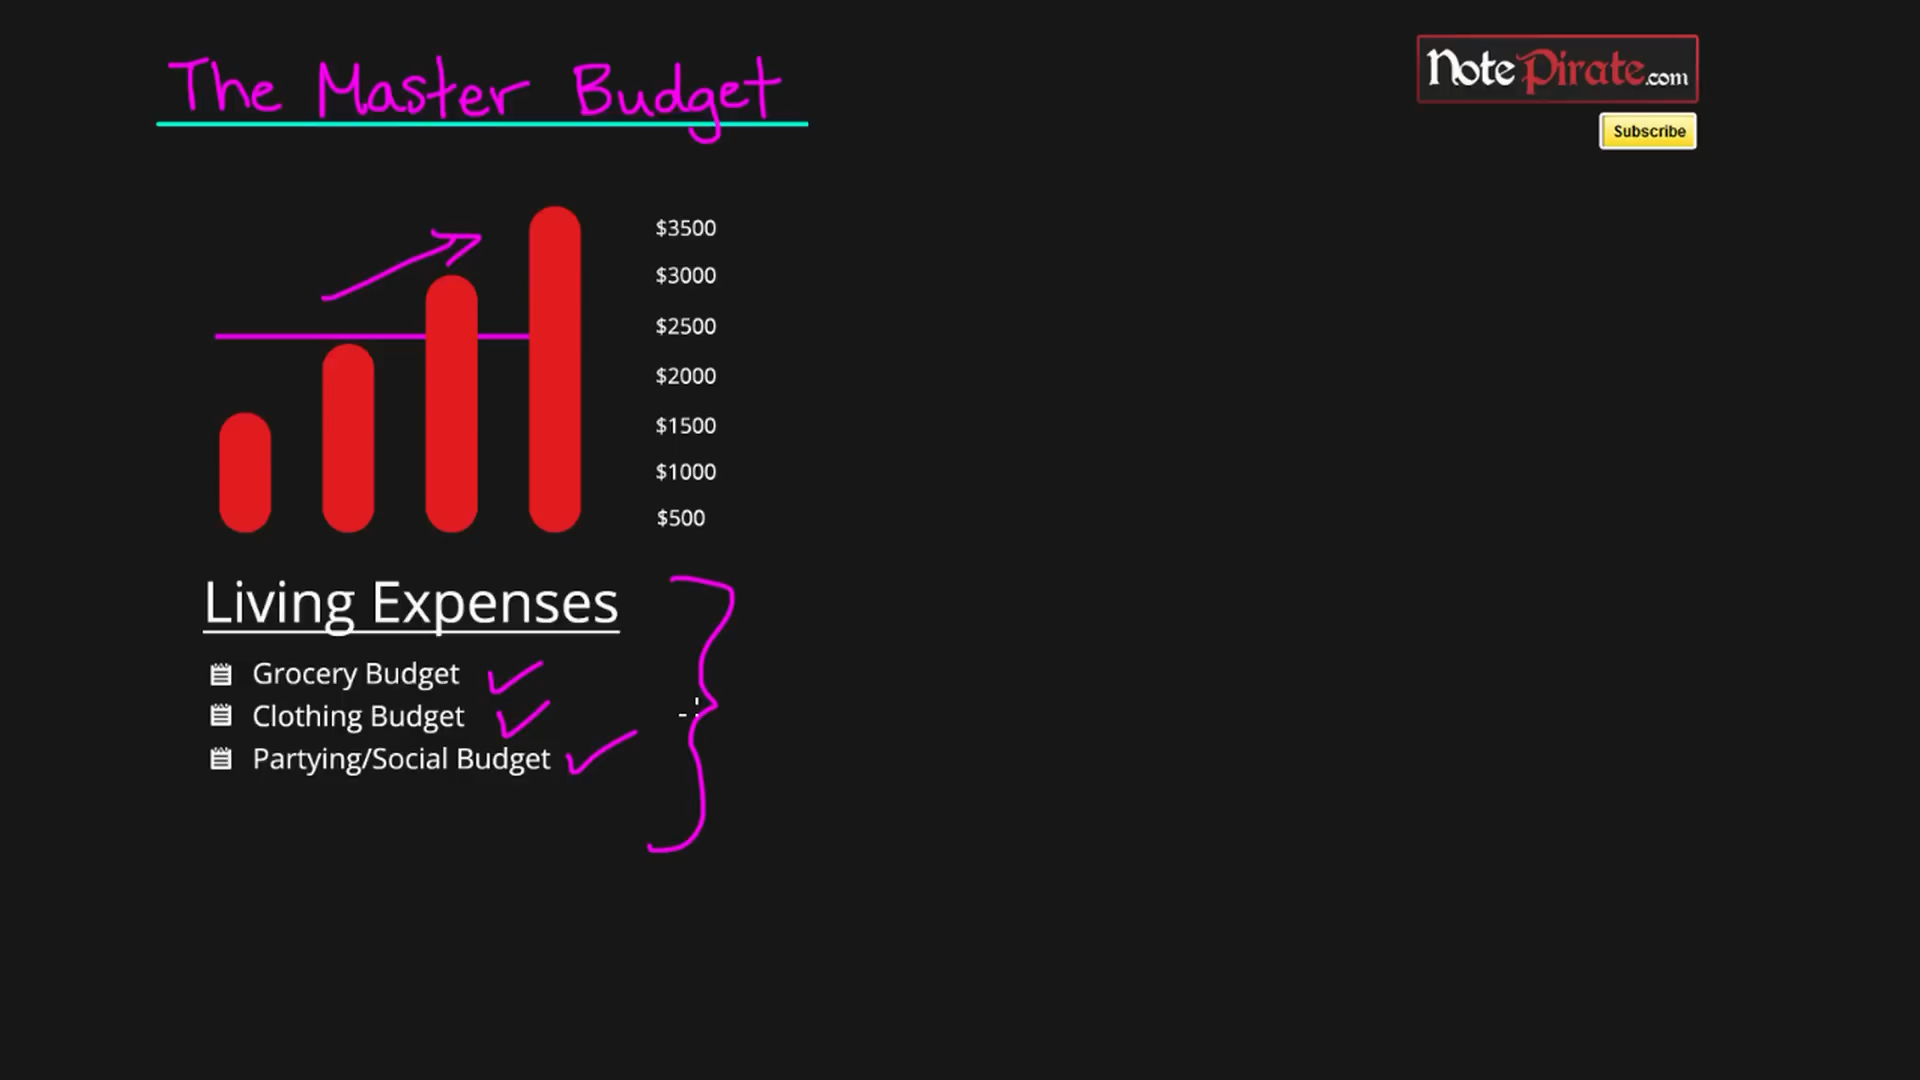 The Master Budget
NotePirate.com
Subscribe
$3500
$3000
$2500
$2000
$1500
$1000
$500
Living Expenses
Grocery Budget
Clothing Budget
Partying/Social Budget